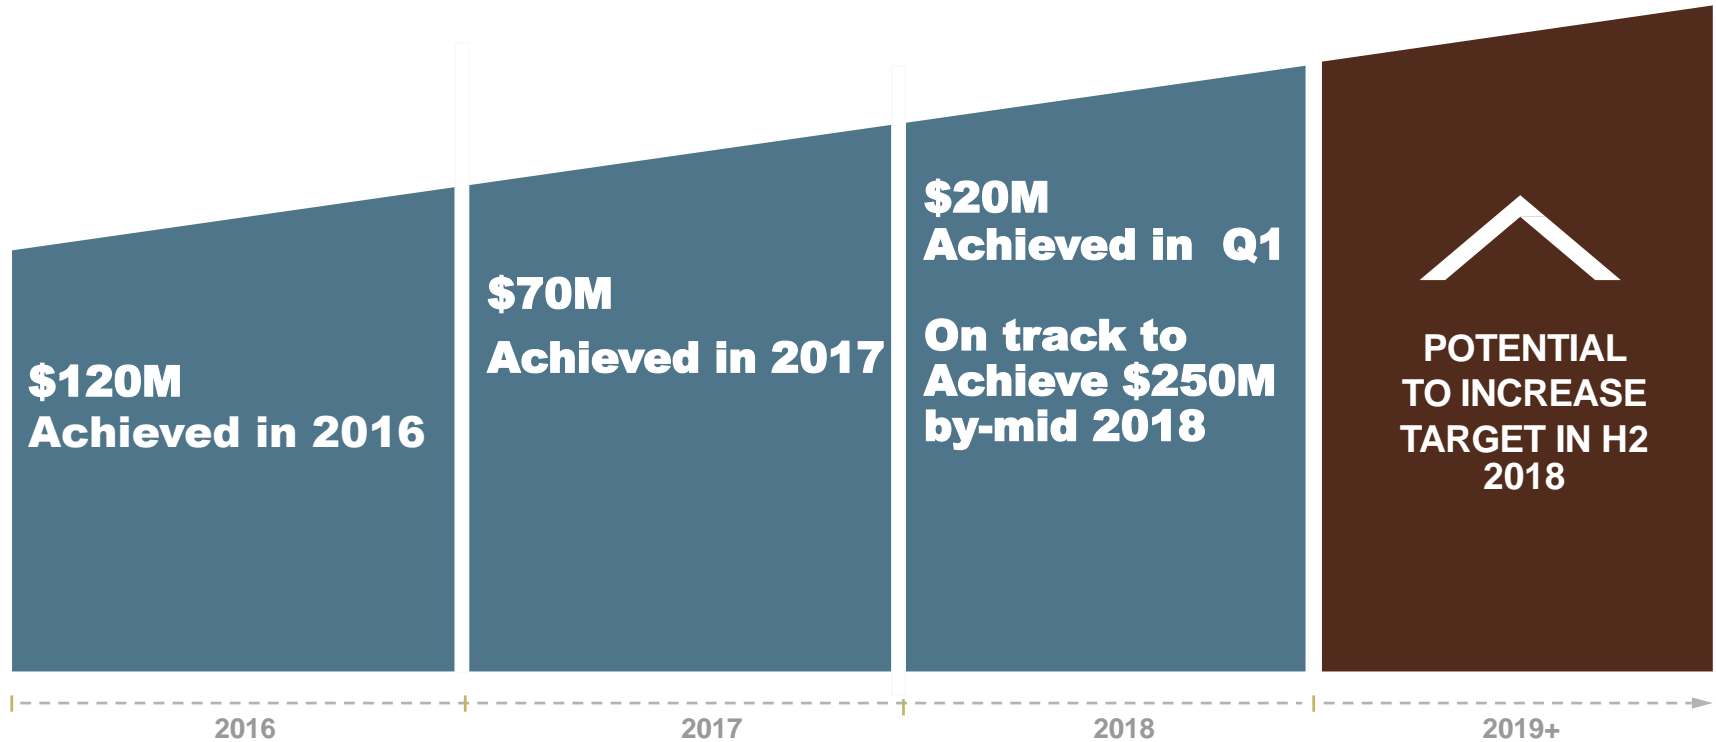 $120M
Achieved in 2016
$70M
Achieved in 2017
$20M
Achieved in  Q1
On track to
Achieve $250M
by-mid 2018
POTENTIAL
TO INCREASE
TARGET IN H2
2018
2016
2017
2018
2019+